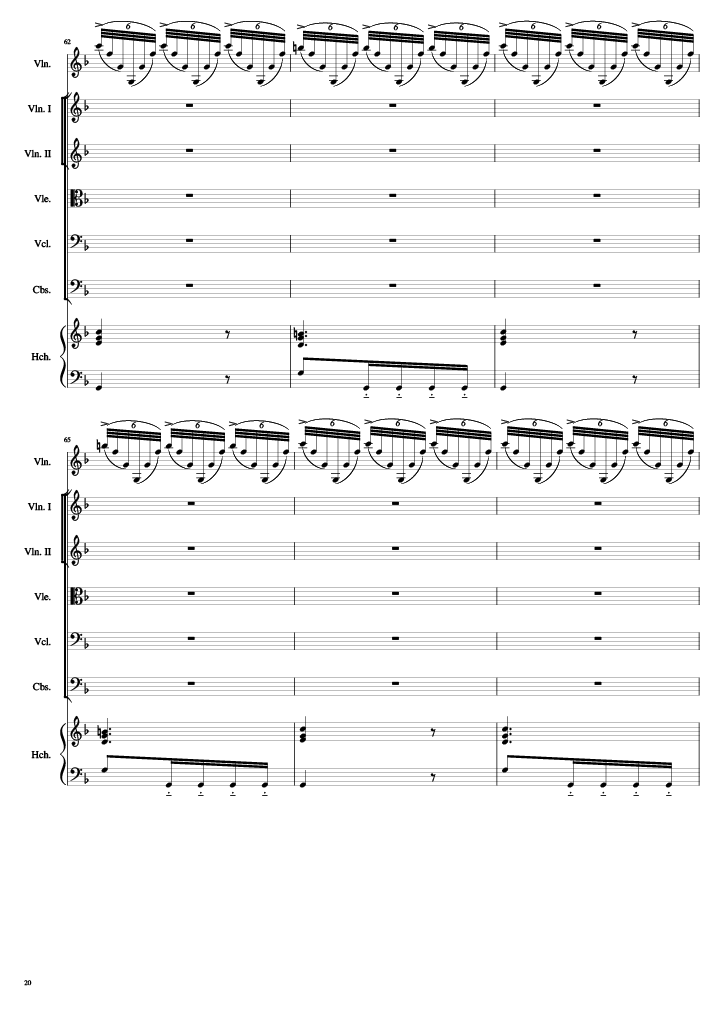 62
6 6 6 6 6 6 6 6 6
Vln.
Vln. I
Vln. II
Vle.
Vcl.
Cbs.
Hch.
65
6 6 6 6 6 6 6 6 6
Vln.
Vln. I
Vln. II
Vle.
Vcl.
Cbs.
Hch.
20